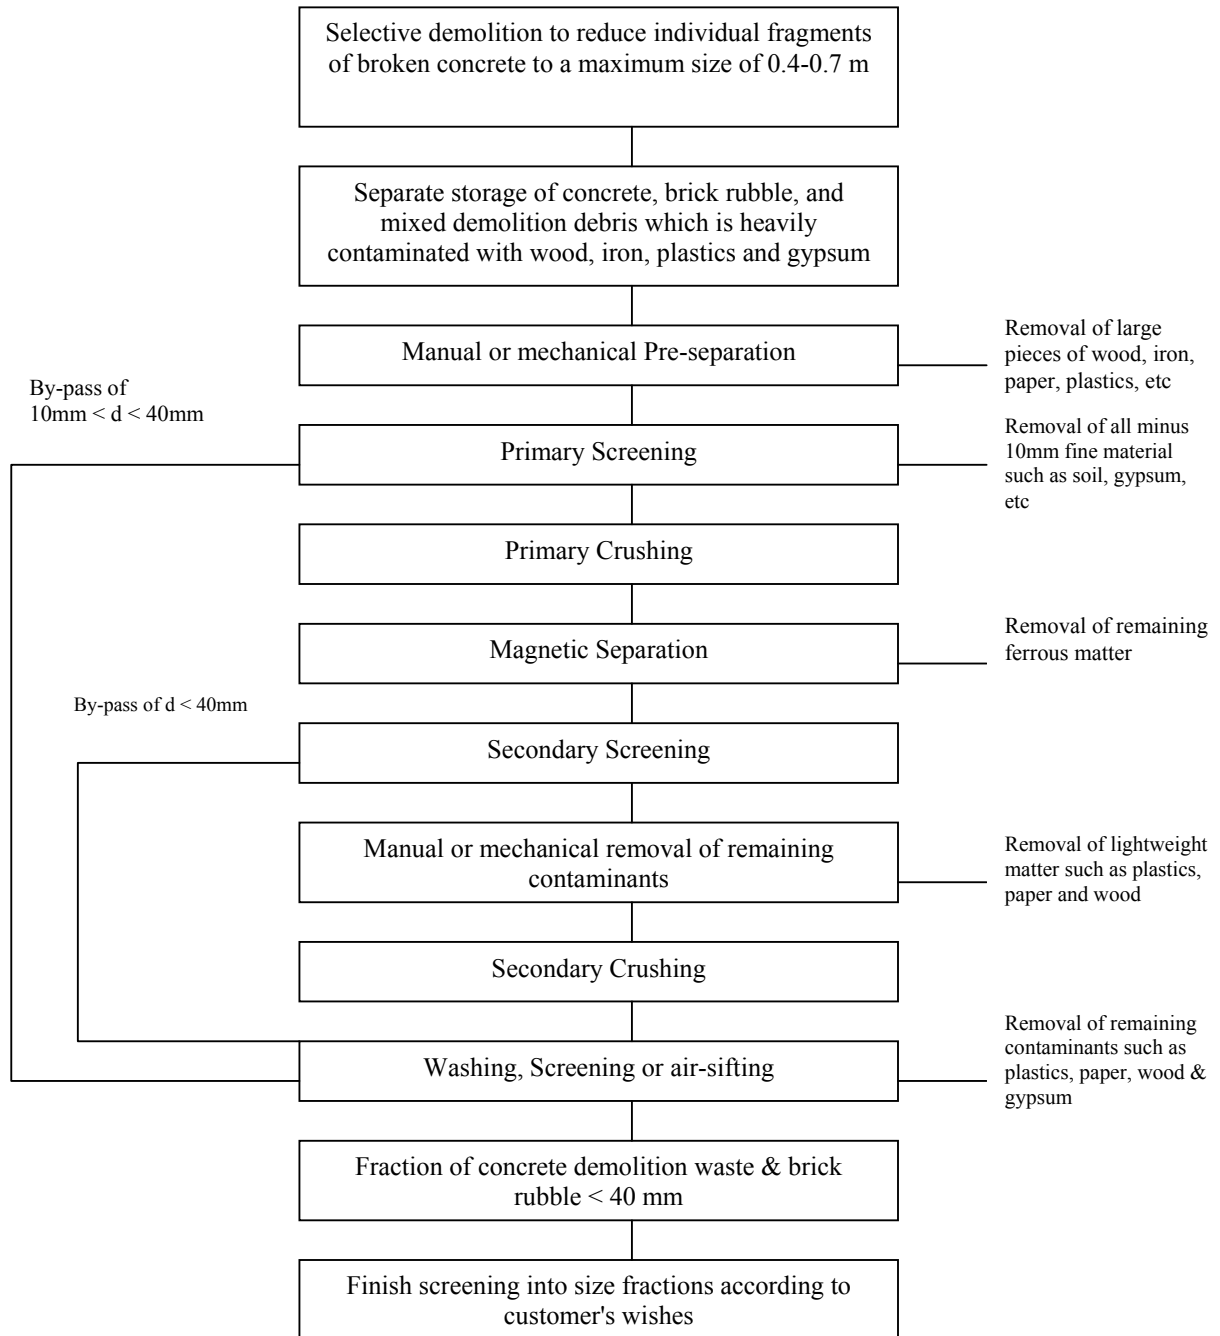 Selective demolition to reduce individual fragments
of broken concrete to a maximum size of 0.4-0.7 m
Separate storage of concrete, brick rubble, and
mixed demolition debris which is heavily
contaminated with wood, iron, plastics and gypsum
Manual or mechanical Pre-separation
Removal of large
pieces of wood, iron,
paper, plastics, etc
By-pass of
10mm < d < 40mm
Primary Screening
Removal of all minus
10mm fine material
such as soil, gypsum,
etc
Primary Crushing
Magnetic Separation
Removal of remaining
ferrous matter
By-pass of d < 40mm
Secondary Screening
Manual or mechanical removal of remaining
contaminants
Removal of lightweight
matter such as plastics,
paper and wood
Secondary Crushing
Washing, Screening or air-sifting
Removal of remaining
contaminants such as
plastics, paper, wood &
gypsum
Fraction of concrete demolition waste & brick
rubble < 40 mm
Finish screening into size fractions according to
customer's wishes